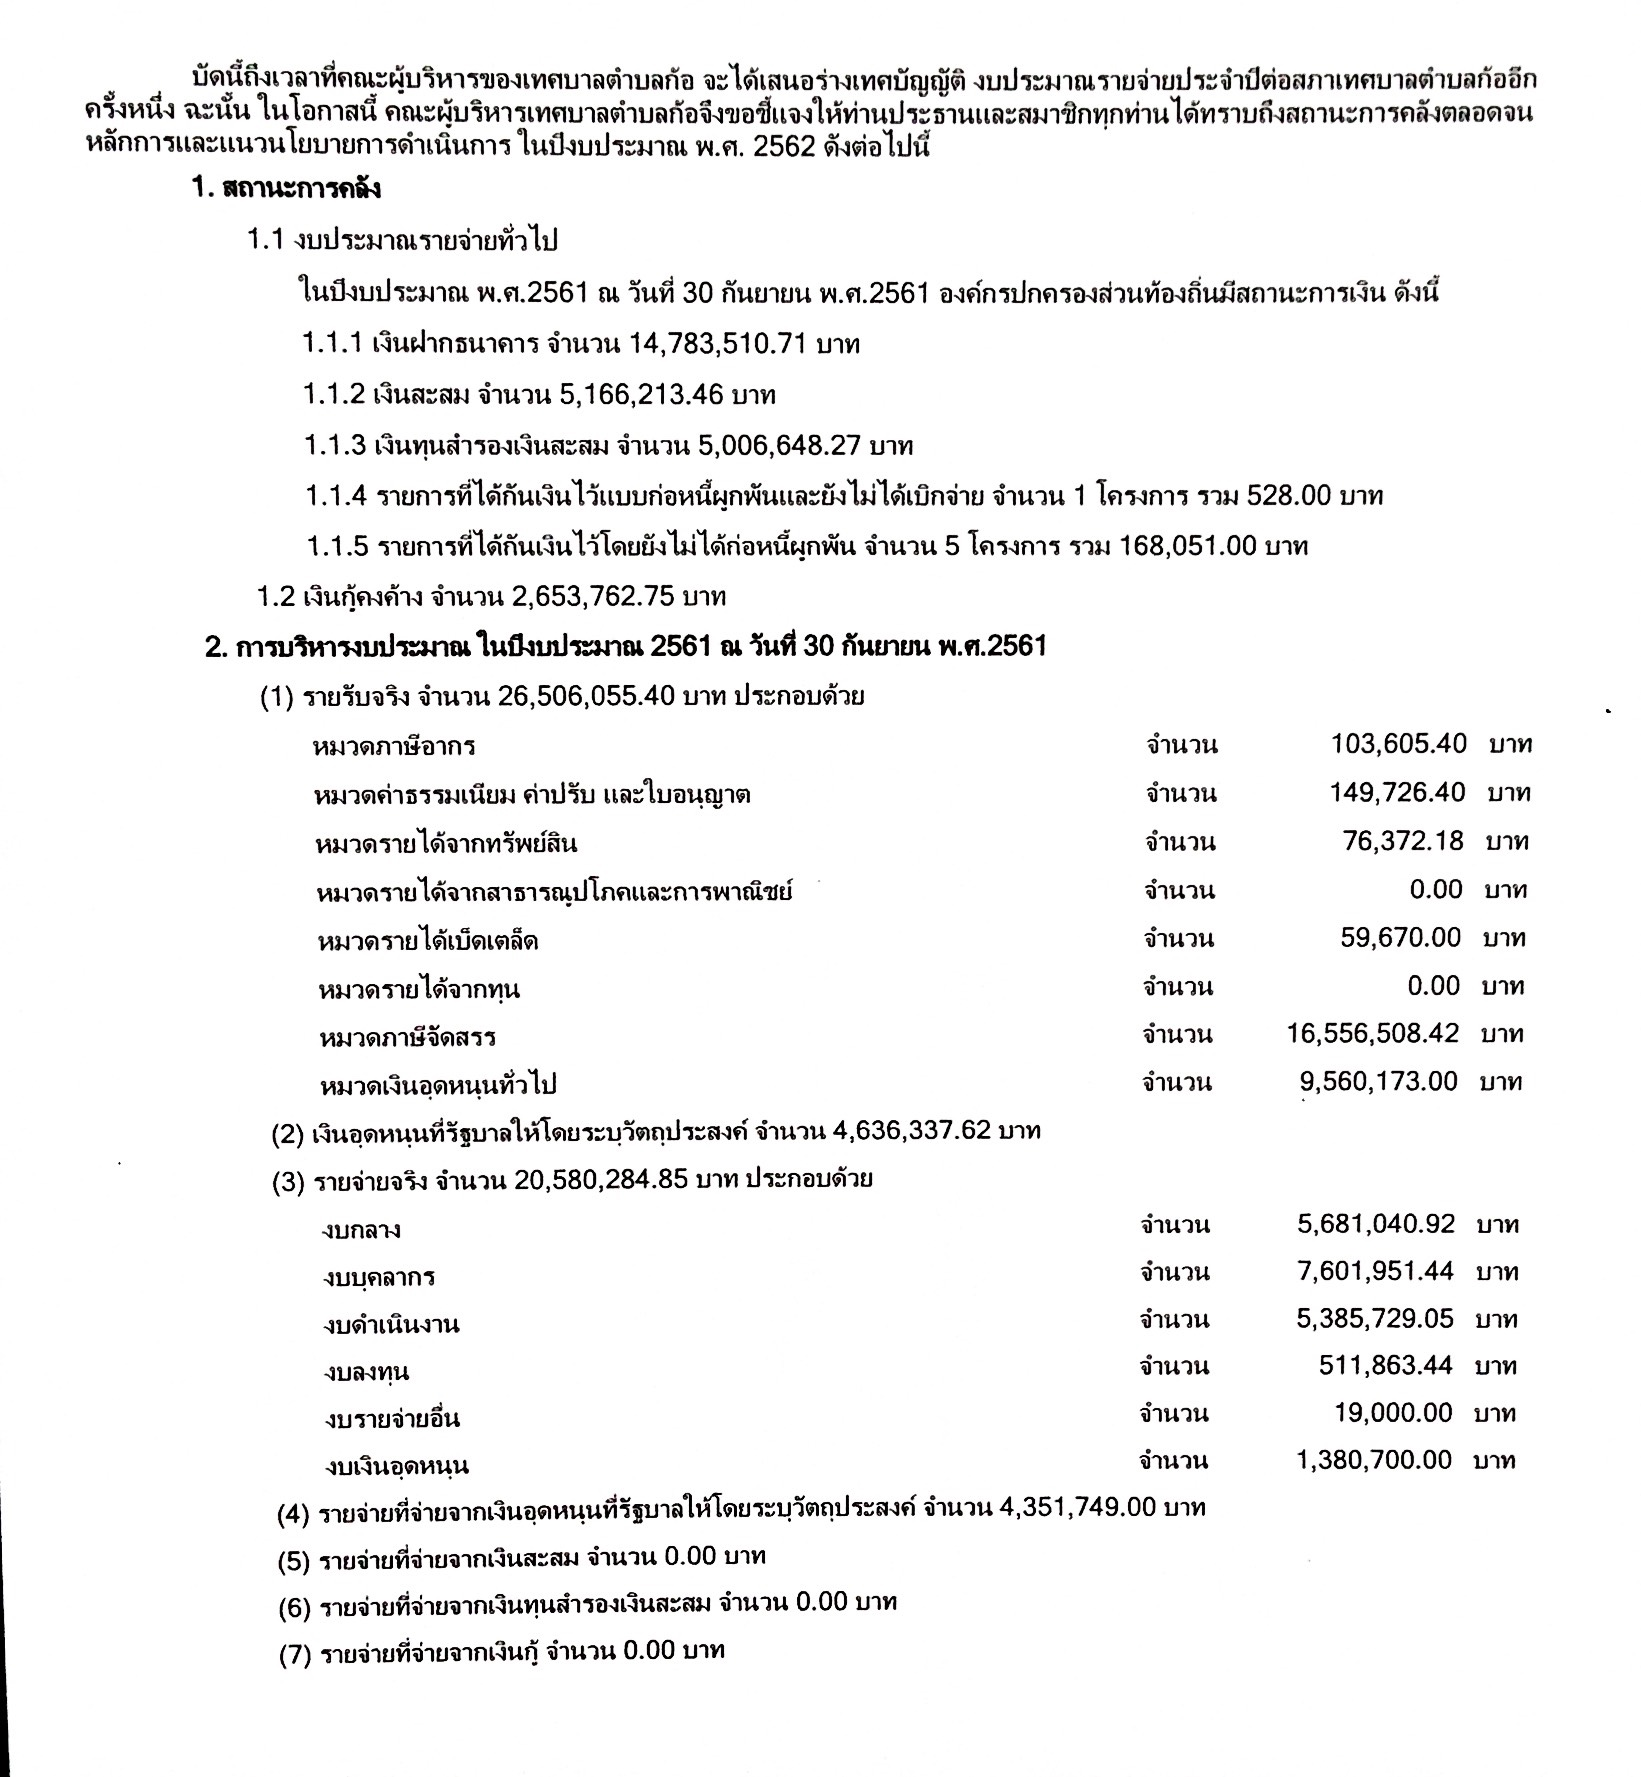 บัดนี้ถึงเวลาที่คณะผู้บริหารของเทศบาลตำบลก้อ จะได้เสนอร่างเทศบัญญัติ งบประมาณรายจ่ายประจำปีต่อสภาเทศบาลตำบลก้ออีก
ครั้งหนึ่ง ฉะนั้น ในโอกาสนี้ คณะผู้บริหารเทศบาลตำบลก้อจึงขอชี้แจงให้ท่านประธานและสมาชิกทุกท่านได้ทราบถึงสถานะการคลังตลอดจน
หลักการและแนวนโยบายการดำเนินการ ในปีงบประมาณ พ.ศ. 2562 ดังต่อไปนี้
1. สถานะการคลัง
1.1 งบประมาณรายจ่ายทั่วไป
ในปีงบประมาณ พ.ศ.2561 ณ วันที่ 30 กันยายน พ.ศ.2561 องค์กรปกครองส่วนท้องถิ่นมีสถานะการเงิน ดังนี้
1.1.1 เงินฝากธนาคาร จำนวน 14,783,510.71 บาท
1.1.2 เงินสะสม จำนวน 5,166,213.46 บาท
1.1.3 เงินทุนสำรองเงินสะสม จำนวน 5,006,648.27 บาท
1.1.4 รายการที่ได้กันเงินไว้แบบก่อหนี้ผูกพันและยังไม่ได้เบิกจ่าย จำนวน 1 โครงการ รวม 528.00 บาท
1.1.5 รายการที่ได้กันเงินไว้โดยยังไม่ได้ก่อหนี้ผูกพัน จำนวน 5 โครงการ รวม 168,051.00 บาท
1.2 เงินกู้คงค้าง จำนวน 2,653,762.75 บาท
2. การบริหารงบประมาณ ในปีงบประมาณ 2561 ณ วันที่ 30 กันยายน พ.ศ.2561
(1) รายรับจริง จำนวน 26,506,055.40 บาท ประกอบด้วย
หมวดภาษีอากร จำนวน 103,605.40 บาท
หมวดค่าธรรมเนียม ค่าปรับ และใบอนุญาต จำนวน 149,726.40 บาท
หมวดรายได้จากทรัพย์สิน จำนวน 76,372.18 บาท
หมวดรายได้จากสาธารณูปโภคและการพาณิชย์ จำนวน 0.00 บาท
หมวดรายได้เบ็ดเตล็ด จำนวน 59,670.00 บาท
หมวดรายได้จากทุน จำนวน 0.00 บาท
หมวดภาษีจัดสรร จำนวน 16,556,508.42 บาท
หมวดเงินอุดหนุนทั่วไป จำนวน 9,560,173.00 บาท
(2) เงินอุดหนุนที่รัฐบาลให้โดยระบุวัตถุประสงค์ จำนวน 4,636,337.62 บาท
(3) รายจ่ายจริง จำนวน 20,580,284.85 บาท ประกอบด้วย
งบกลาง จำนวน 5,681,040.92 บาท
งบบุคลากร จำนวน 7,601,951.44 บาท
งบดำเนินงาน จำนวน 5,385,729.05 บาท
งบลงทุน จำนวน 511,863.44 บาท
งบรายจ่ายอื่น จำนวน 19,000.00 บาท
งบเงินอุดหนุน จำนวน 1,380,700.00 บาท
(4) รายจ่ายที่จ่ายจากเงินอุดหนุนที่รัฐบาลให้โดยระบุวัตถุประสงค์ จำนวน 4,351,749.00 บาท
(5) รายจ่ายที่จ่ายจากเงินสะสม จำนวน 0.00 บาท
(6) รายจ่ายที่จ่ายจากเงินทุนสำรองเงินสะสม จำนวน 0.00 บาท
(7) รายจ่ายที่จ่ายจากเงินกู้ จำนวน 0.00 บาท